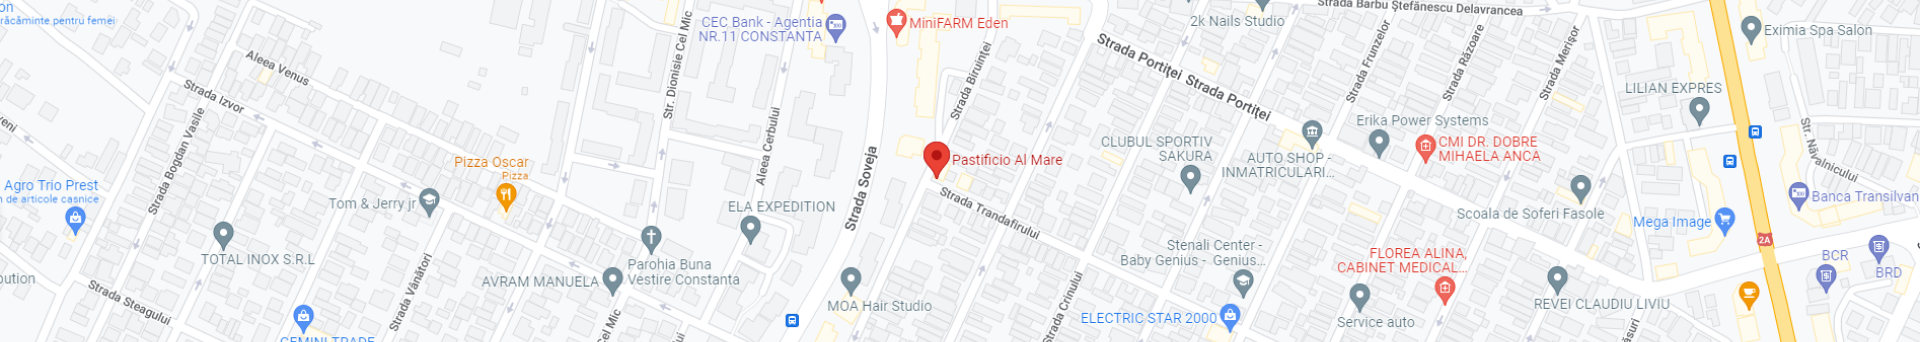 on
răcăminte pentru femei
Aleea Venus
Strada Izvor
Strada Bogdan Vasile
veni
Agro Trio Prest
n de articole casnice
TOTAL INOX S.R.L
bution
Strada Steagului
Strada Vânători
GEMINI TRADE
Tom & Jerry jr
Pizza Oscar
Pizza
AVRAM MANUELA
Parohia Buna
Vestire Constanta
Cel Mic
rului
Str. Dionisie Cel Mic
CEC Bank - Agentia
NR.11 CONSTANTA
Aleea Cerbului
ELA EXPEDITION
MOA Hair Studio
Strada Soveja
MiniFARM Eden
Strada Biruinței
Pastificio Al Mare
Strada Trandafirului
Strada Crinului
Strada Portiței
Strada Portiței
2k Nails Studio
Strada Barbu Ștefănescu Delavrancea
CLUBUL SPORTIV
SAKURA
AUTO SHOP -
INMATRICULARI...
Stenali Center -
Baby Genius - Genius...
ELECTRIC STAR 2000
Strada Frunzelor
Strada Răzoare
Strada Merișor
Erika Power Systems
CMI DR. DOBRE
MIHAELA ANCA
Scoala de Soferi Fasole
FLOREA ALINA,
CABINET MEDICAL...
Service auto
REVEI CLAUDIU LIVIU
ăsuri
LILIAN EXPRES
Eximia Spa Salon
Str. Năvalnicului
Banca Transilvan
Mega Image
2A
BCR
BRD